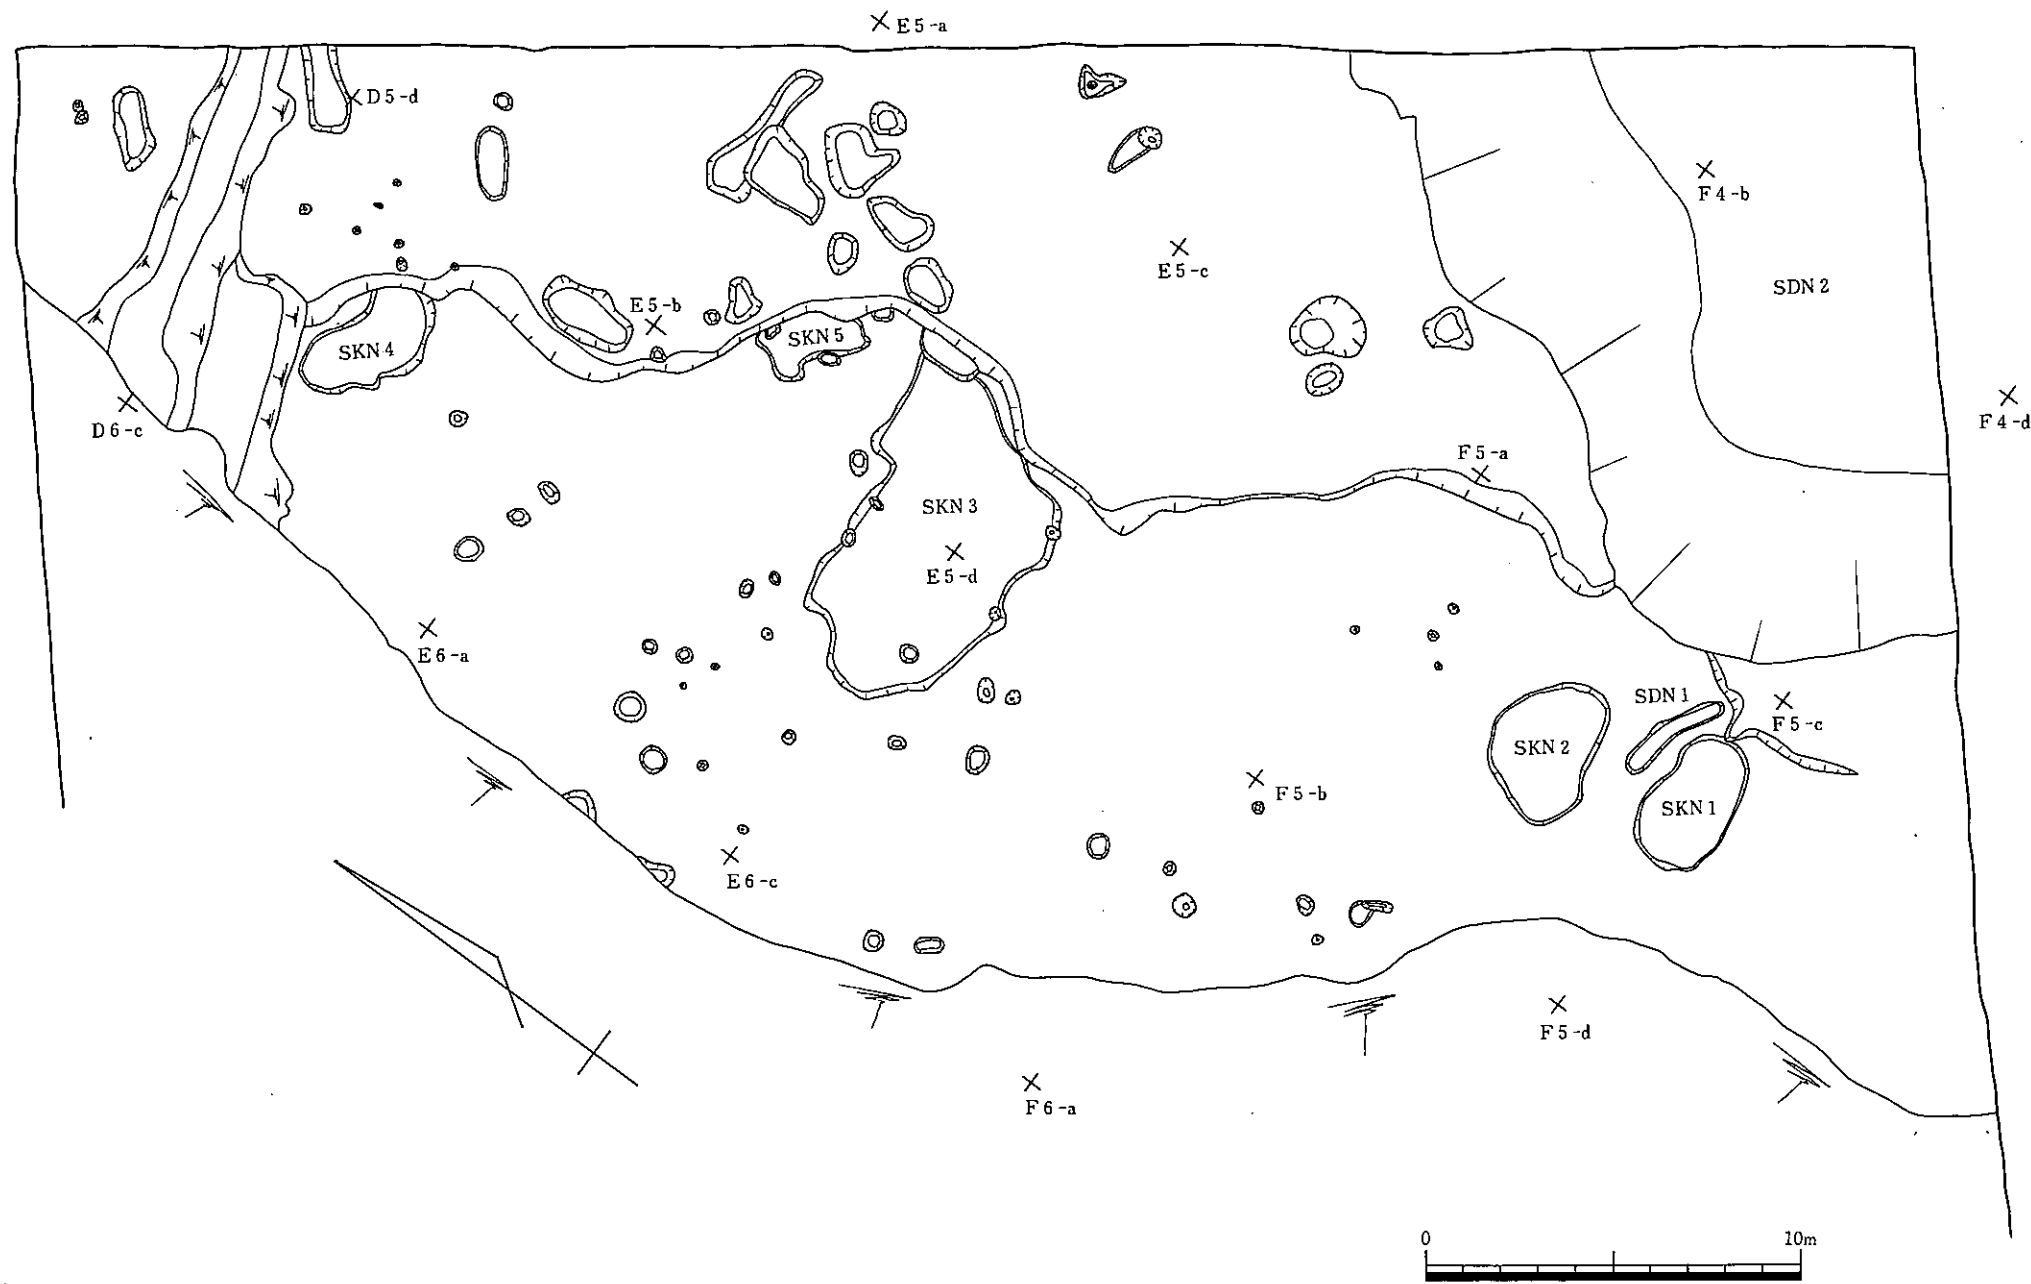 E5-a
D5-d
F4-b
E5-c
SDN2
E5-b
SKN5
SKN4
D6-c
F4-d
F5-a
SKN3
E5-d
E6-a
SDN1
F5-c
SKN2
F5-b
SKN1
E6-c
F5-d
F6-a
0 10m